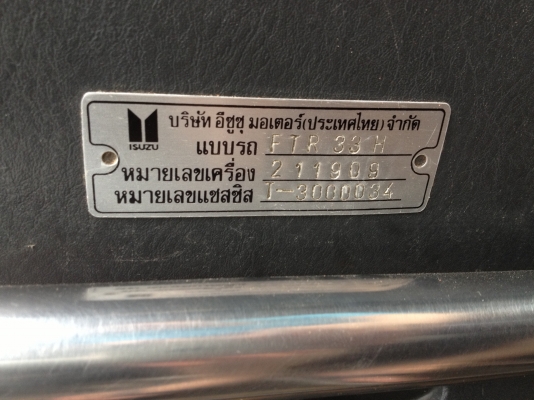 บริษัท อีซูซุ มอเตอร์(ประเทศไทย)จำกัด
ISUZU
แบบรถ FTR 33 H
หมายเลขเครื่อง 211909
หมายเลขแชสซิส T-3000034